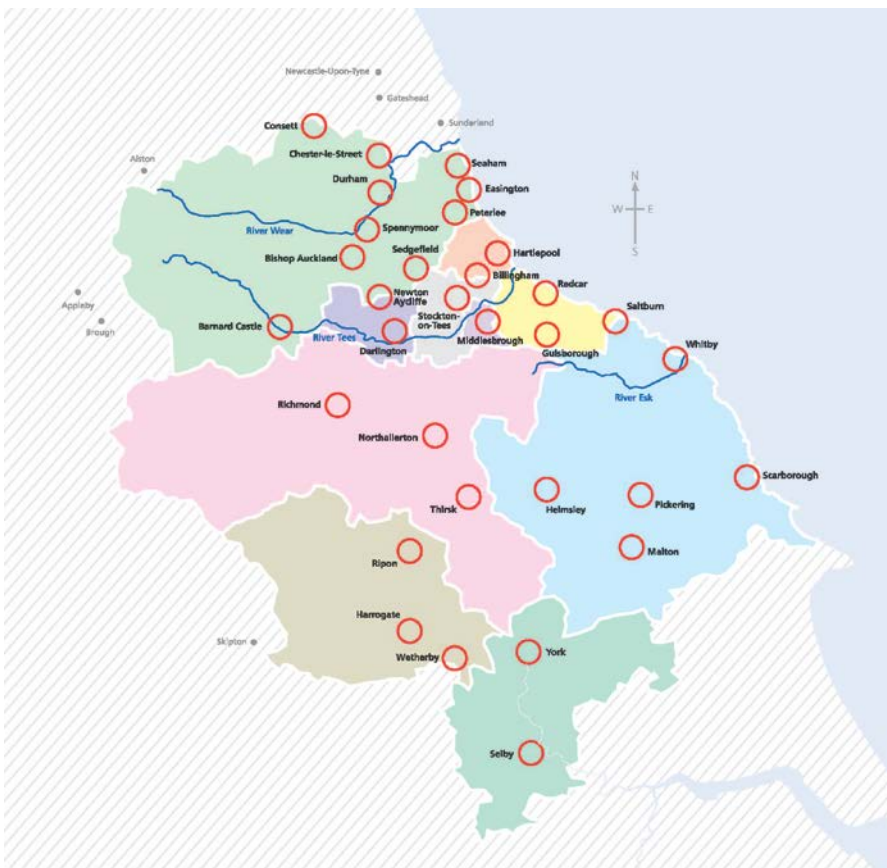 Newcastle-Upon-Tyne
Gateshead
Consett
Sunderland
Chester-le-Street
Alston
Seaham
Durham
Easington
N
W
E
S
Peterlee
River Wear
Spennymoor
Sedgefield
Hartlepool
Bishop Auckland
Billingham
Redcar
Appleby
Newton
Aycliffe
Stockton-
on-Tees
Saltburn
Brough
Barnard Castle
River Tees
Darlington
Middlesbrough
Guisborough
Whitby
River Esk
Richmond
Northallerton
Scarborough
Thirsk
Helmsley
Pickering
Malton
Ripon
Harrogate
Skipton
Wetherby
York
Selby